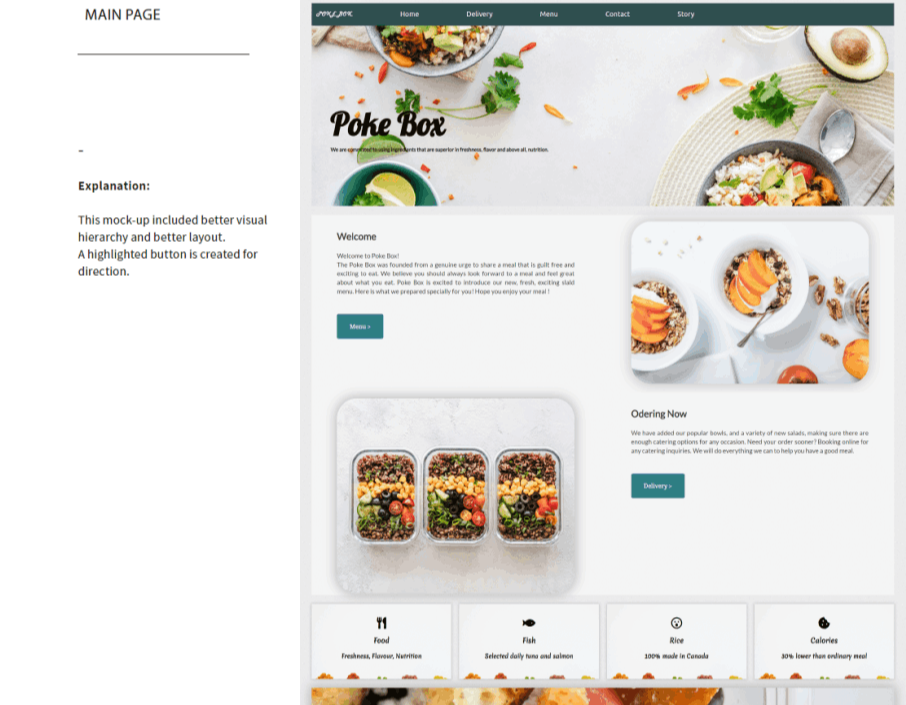 MAIN PAGE
-
Explanation:
This mock-up included better visual
hierarchy and better layout.
A highlighted button is created for
direction.
POKE BOX
Home
Delivery
Menu
Contact
Story
Poke Box
We are committed to using ingredients that are superior in freshness, flavor and above all, nutrition.
Welcome
Welcome to Poke Box!
The Poke Box was founded from a genuine urge to share a meal that is guilt free and
exciting to eat. We believe you should always look forward to a meal and feel great
about what you eat. Poke Box is excited to introduce our new, fresh, exciting slaid
menu. Here is what we prepared specially for you! Hope you enjoy your meal !
Menu »
Odering Now
We have added our popular bowls, and a variety of new salads, making sure there are
enough catering options for any occasion. Need your order sooner? Booking online for
any catering inquiries. We will do everything we can to help you have a good meal.
Delivery »
Food
Freshness, Flavour, Nutrition
Fish
Selected daily tuna and salmon
Rice
100% made in Canada
Calories
30% lower than ordinary meal